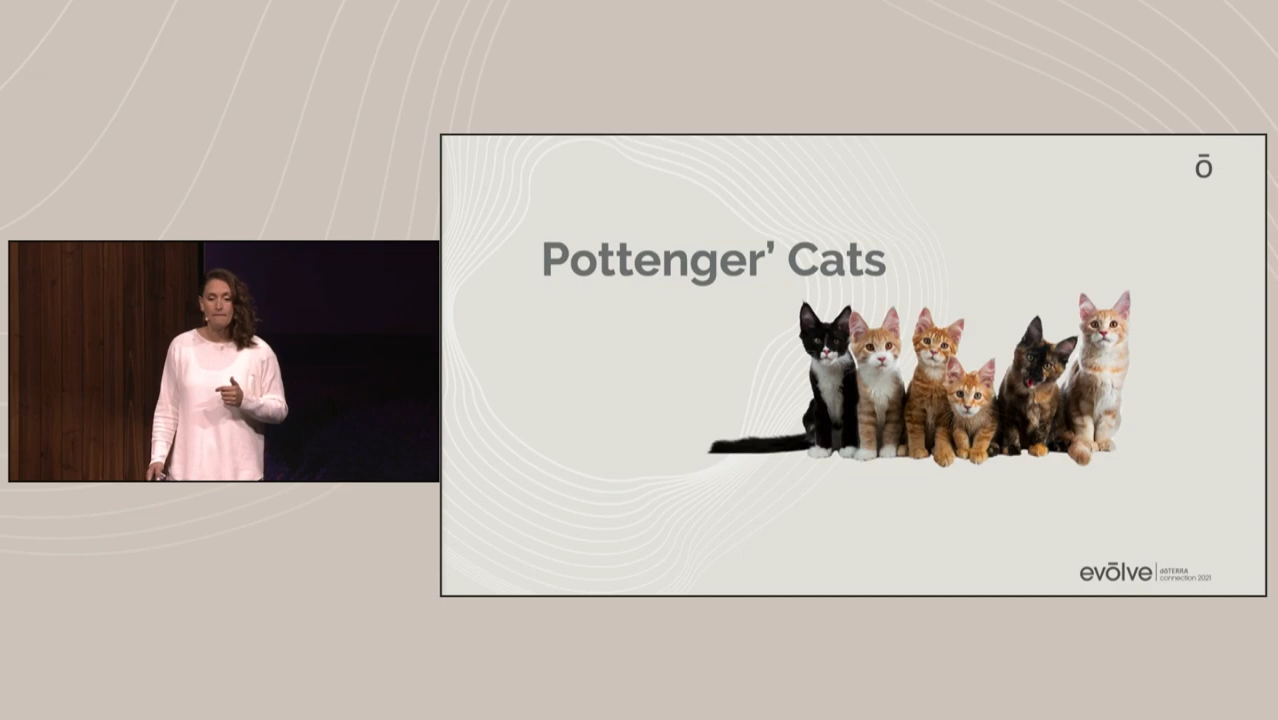 ō
Pottenger’ Cats
evōlve
dōTERRA
connection 2021